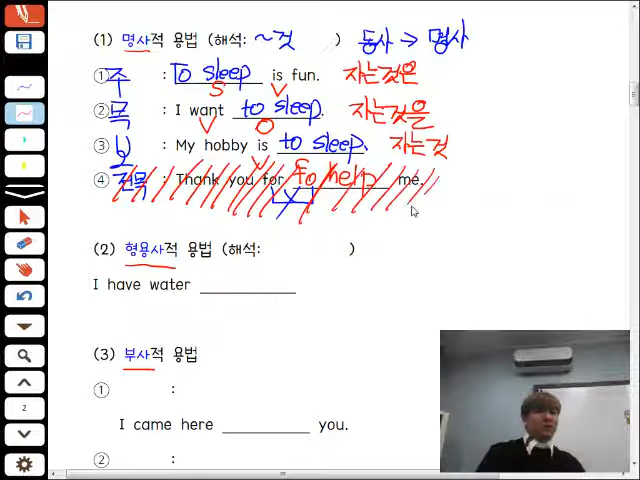 (1) 명사적 용법 (해석: ~것 ) 동사 → 명사
① 주 : To sleep is fun. 자는것은
S V
② 목 : I want to sleep. 자는것을
V O
③ 보 : My hobby is to sleep. 자는것
V
④ 전목 : Thank you for to help me.
(2) 형용사적 용법 (해석: )
I have water
(3) 부사적 용법
① :
I came here you.
② :
2